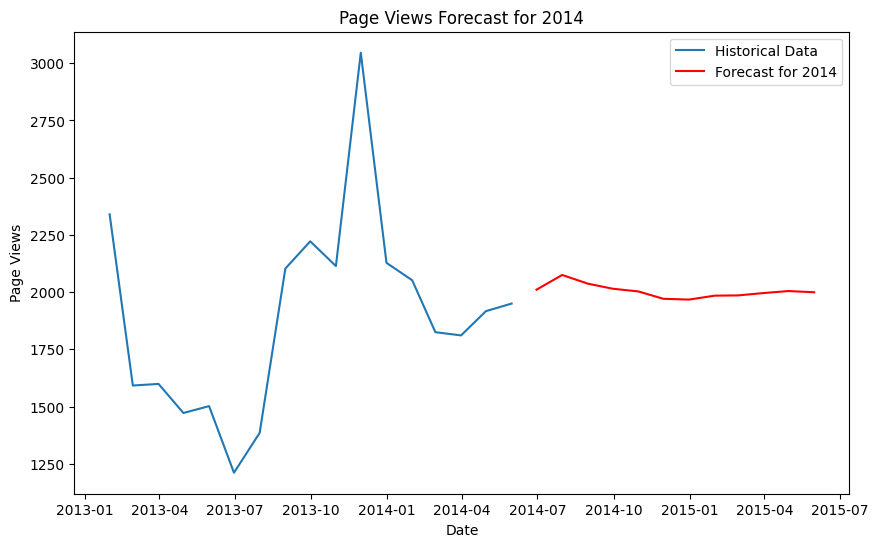 Page Views Forecast for 2014
Historical Data
Forecast for 2014
Page Views
3000
2750
2500
2250
2000
1750
1500
1250
2013-01 2013-04 2013-07 2013-10 2014-01 2014-04 2014-07 2014-10 2015-01 2015-04 2015-07
Date